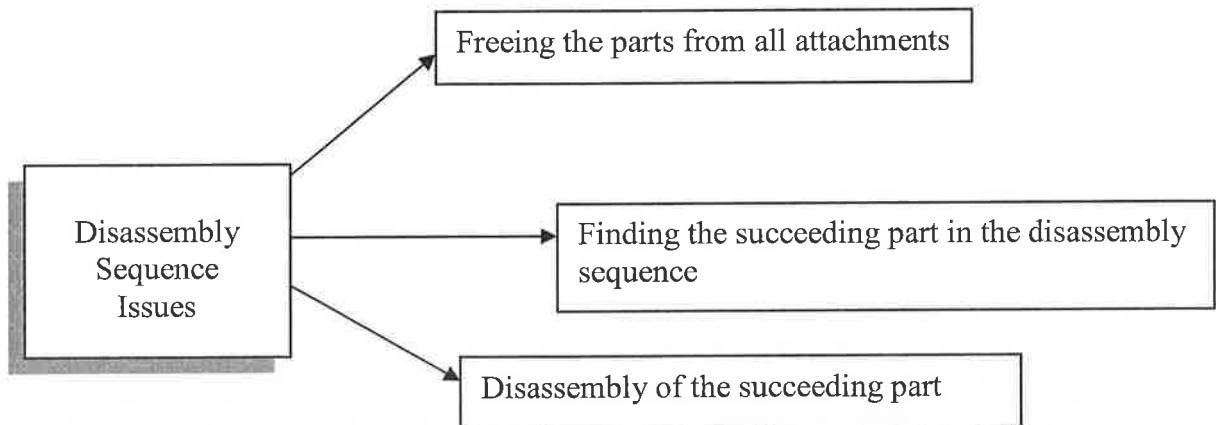 Freeing the parts from all attachments
Disassembly
Sequence
Issues
Finding the succeeding part in the disassembly
sequence
Disassembly of the succeeding part